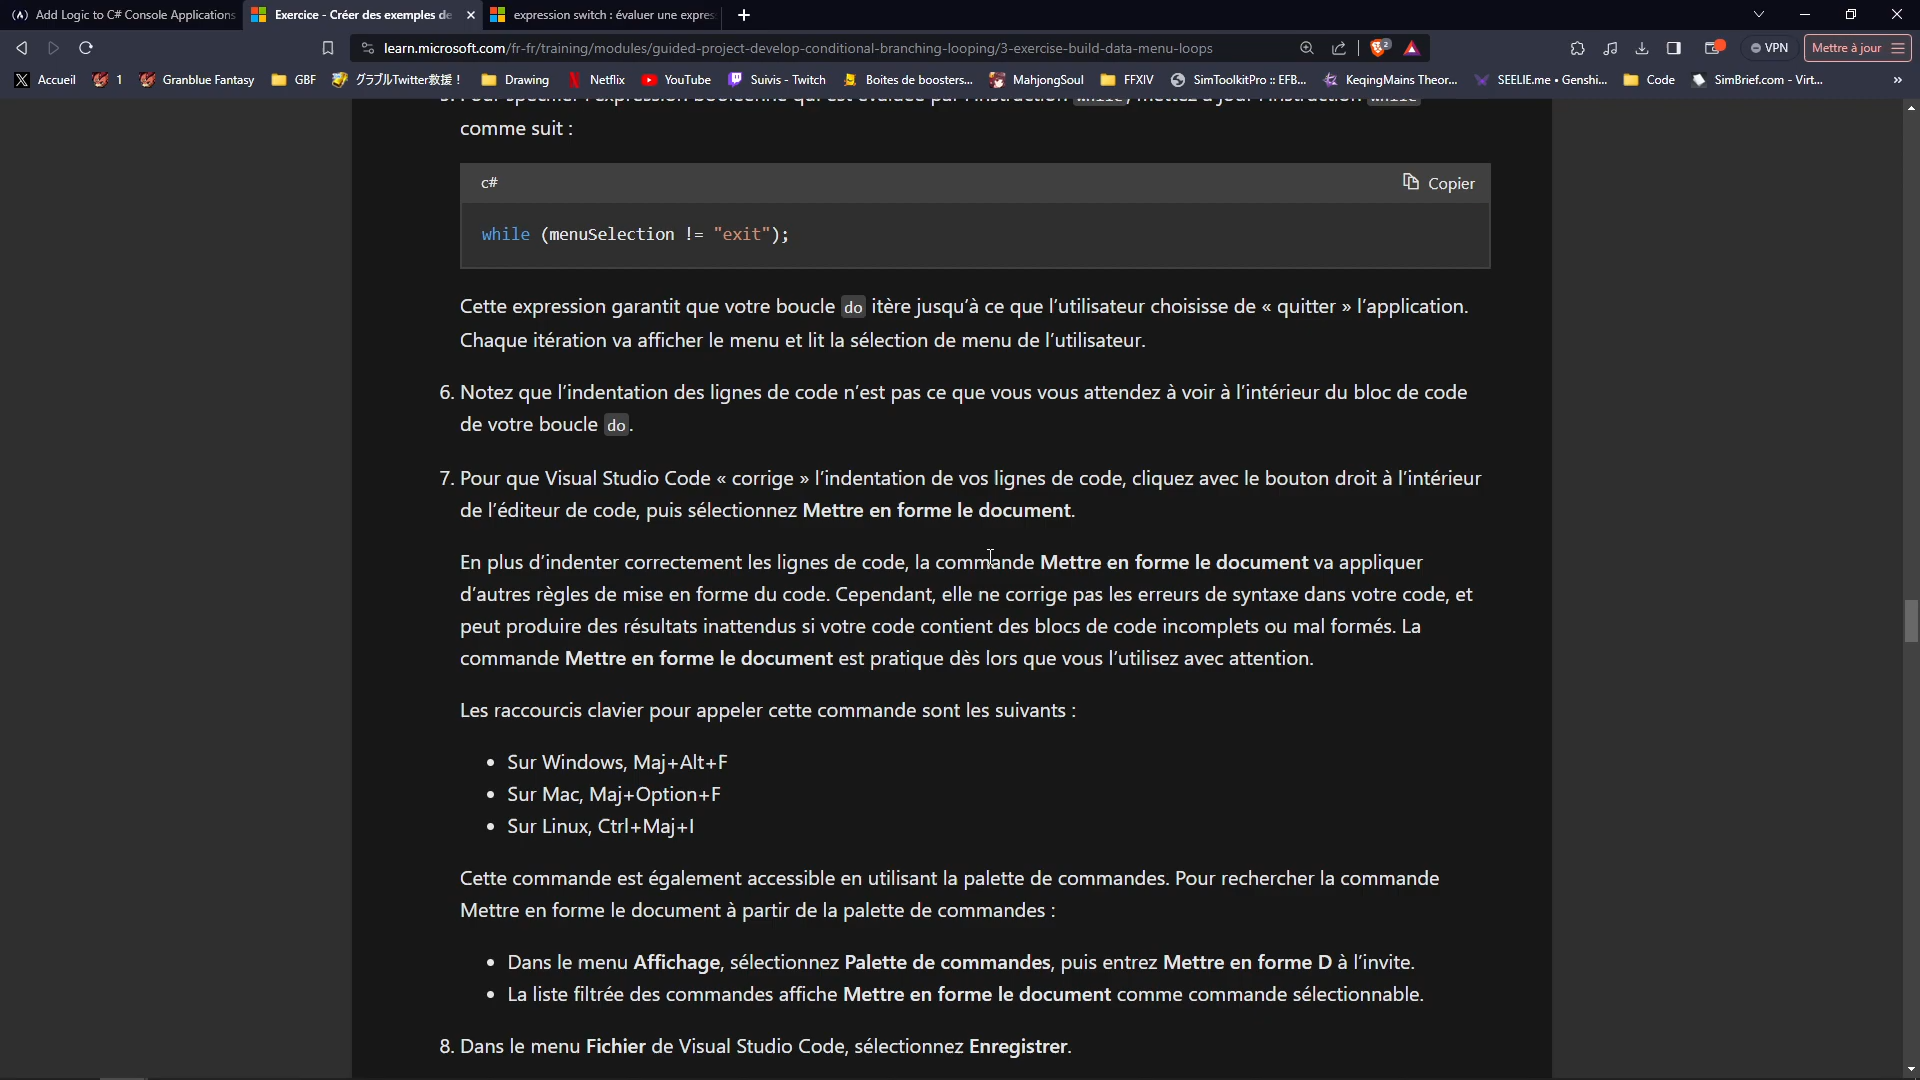 Add Logic to C# Console Applications
Exercice - Créer des exemples de
expression switch : évaluer une expres
learn.microsoft.com/fr-fr/training/modules/guided-project-develop-conditional-branching-looping/3-exercise-build-data-menu-loops
2
VPN
Mettre à jour
Accueil
1
Granblue Fantasy
GBF
グラブルTwitter救援！
Drawing
Netflix
YouTube
Suivis - Twitch
Boites de boosters...
MahjongSoul
FFXIV
SimToolkitPro :: EFB...
KeqingMains Theor...
SEELIE.me • Genshi...
Code
SimBrief.com - Virt...
»
5. Pour spécifier l'expression booléenne qui est évaluée par l'instruction while, mettez à jour l'instruction while
comme suit :
c#
Copier
while (menuSelection != "exit");
Cette expression garantit que votre boucle do itère jusqu'à ce que l'utilisateur choisisse de « quitter » l'application.
Chaque itération va afficher le menu et lit la sélection de menu de l'utilisateur.
6. Notez que l'indentation des lignes de code n'est pas ce que vous vous attendez à voir à l'intérieur du bloc de code
de votre boucle do.
7. Pour que Visual Studio Code « corrige » l'indentation de vos lignes de code, cliquez avec le bouton droit à l'intérieur
de l'éditeur de code, puis sélectionnez Mettre en forme le document.
En plus d'indenter correctement les lignes de code, la commande Mettre en forme le document va appliquer
d'autres règles de mise en forme du code. Cependant, elle ne corrige pas les erreurs de syntaxe dans votre code, et
peut produire des résultats inattendus si votre code contient des blocs de code incomplets ou mal formés. La
commande Mettre en forme le document est pratique dès lors que vous l'utilisez avec attention.
Les raccourcis clavier pour appeler cette commande sont les suivants :
• Sur Windows, Maj+Alt+F
• Sur Mac, Maj+Option+F
• Sur Linux, Ctrl+Maj+I
Cette commande est également accessible en utilisant la palette de commandes. Pour rechercher la commande
Mettre en forme le document à partir de la palette de commandes :
• Dans le menu Affichage, sélectionnez Palette de commandes, puis entrez Mettre en forme D à l'invite.
• La liste filtrée des commandes affiche Mettre en forme le document comme commande sélectionnable.
8. Dans le menu Fichier de Visual Studio Code, sélectionnez Enregistrer.